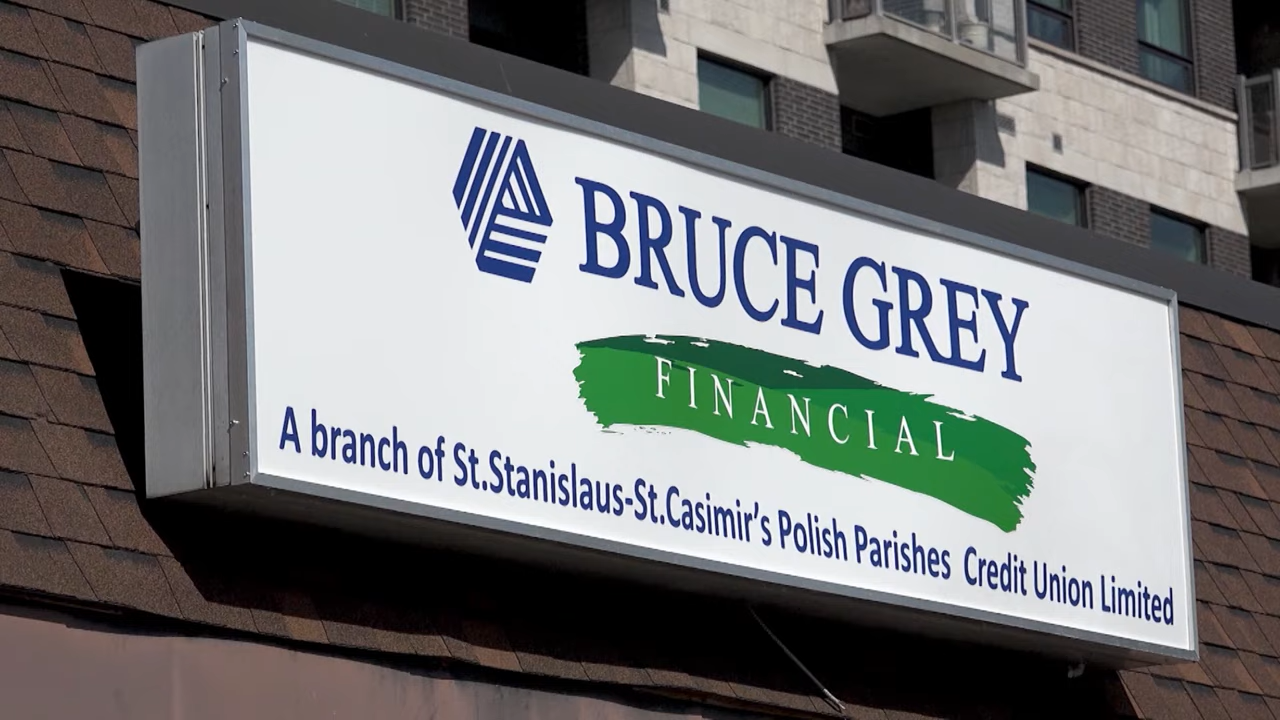 BRUCE GREY
FINANCIAL
A branch of St.Stanislaus-St.Casimir's Polish Parishes Credit Union Limited